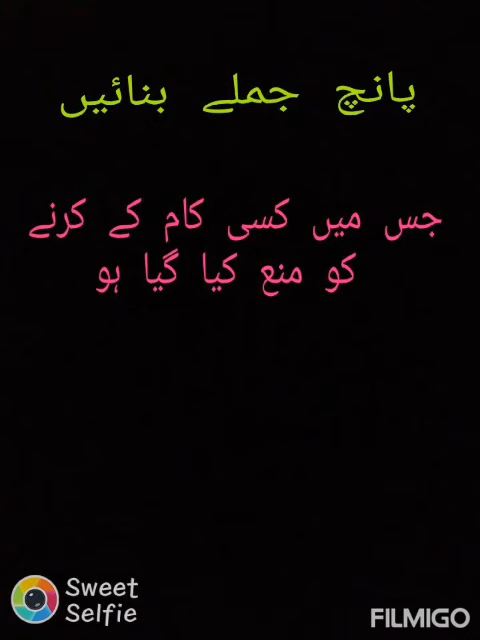 پانچ جملے بنائیں
جس میں کسی کام کے کرنے
کو منع کیا گیا ہو
Sweet
Selfie
FILMIGO